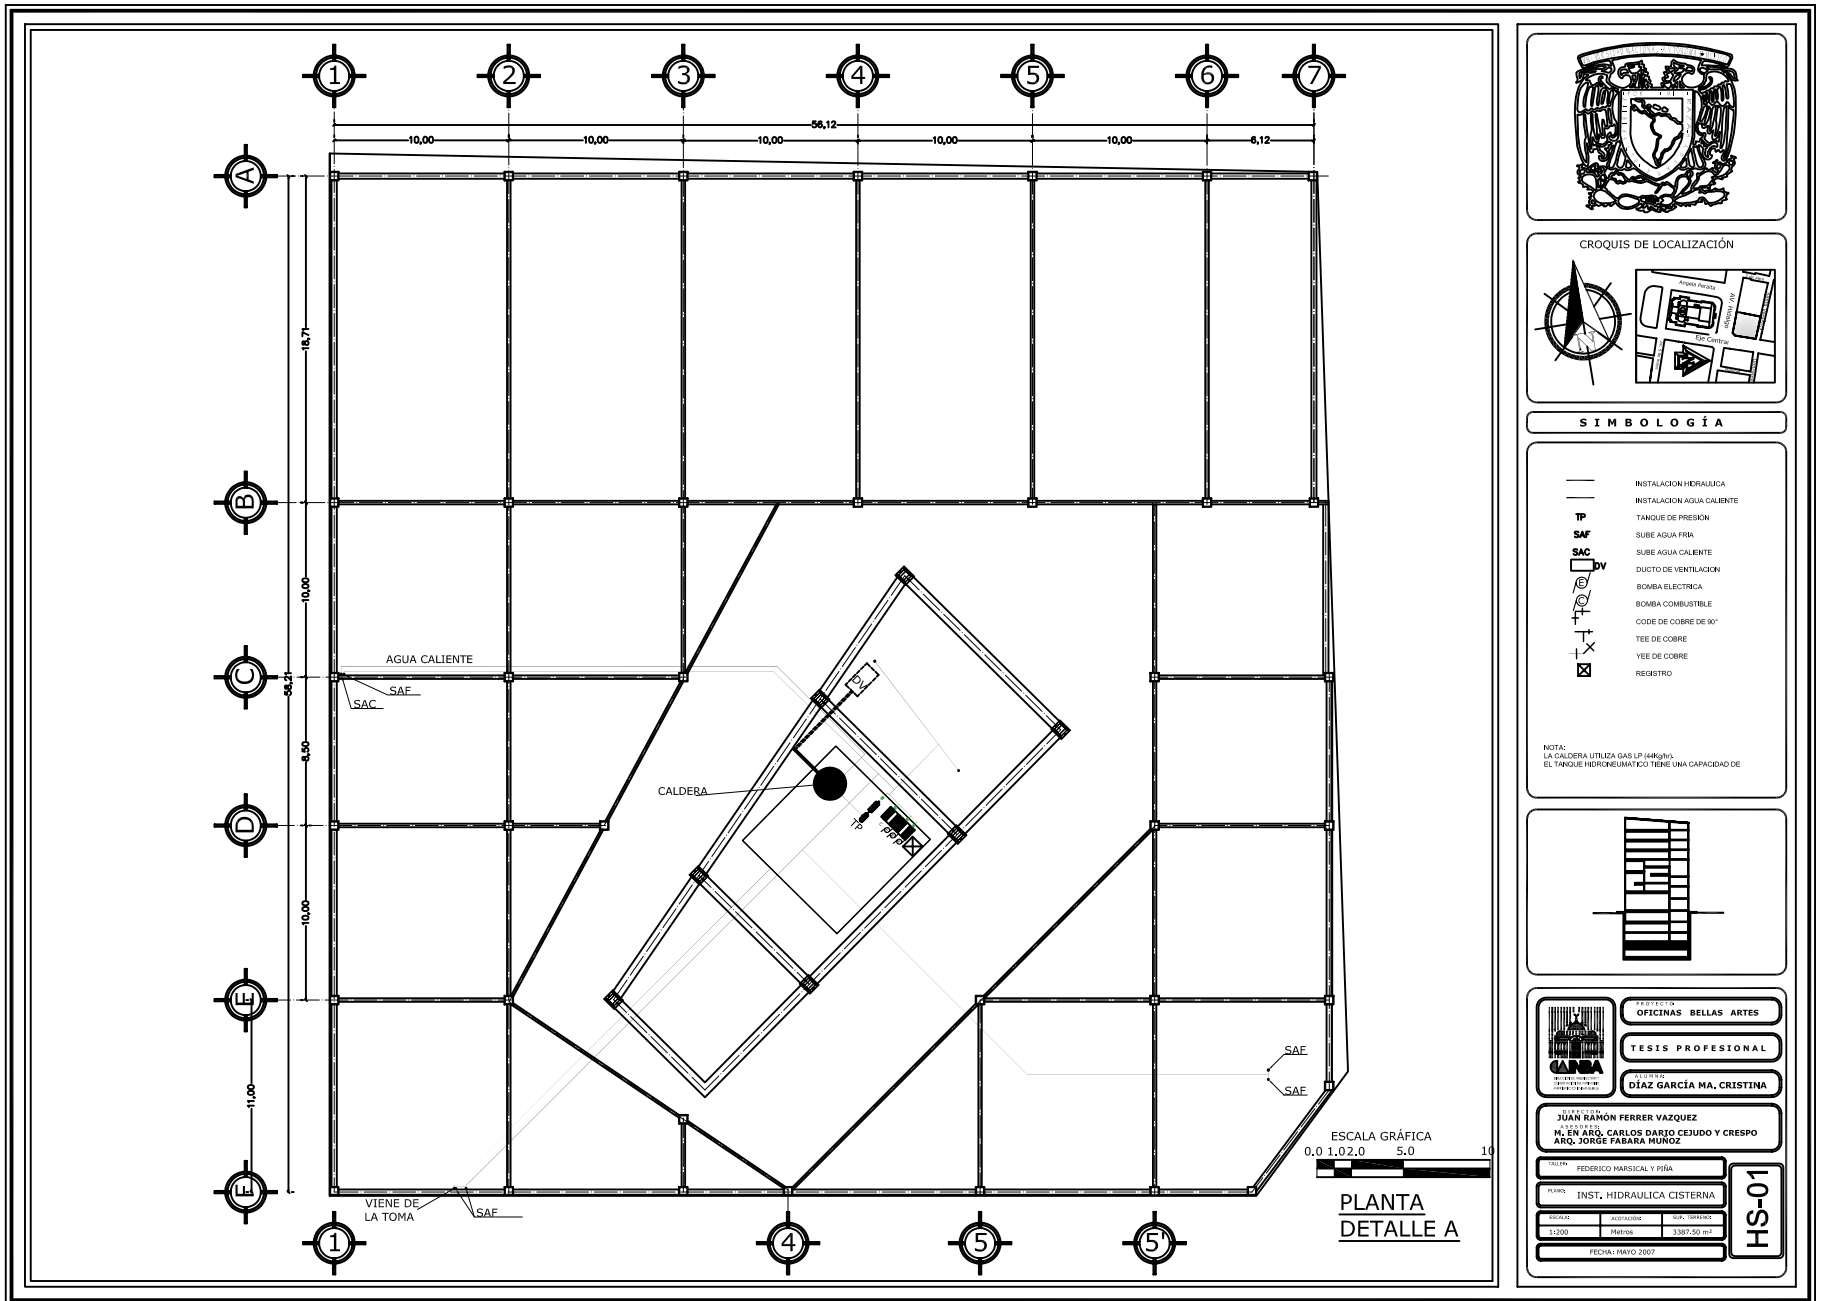 1 2 3 4 5 6 7
56,12
10,00 10,00 10,00 10,00 10,00 6,12
A
18,71
B
10,00
C
58,21
8,50
D
10,00
E
11,00
F
AGUA CALIENTE
SAF
SAC
DV
CALDERA
TP
SAF
SAF
VIENE DE
LA TOMA
SAF
1 4 5 5'
ESCALA GRÁFICA
0.0 1.0 2.0 5.0 10
PLANTA
DETALLE A
CROQUIS DE LOCALIZACIÓN
Angela Peralta
AV. Hidalgo
Eje Central
SIMBOLOGÍA
INSTALACION HIDRAULICA
INSTALACION AGUA CALIENTE
TP TANQUE DE PRESIÓN
SAF SUBE AGUA FRIA
SAC SUBE AGUA CALIENTE
DV DUCTO DE VENTILACION
E BOMBA ELECTRICA
C BOMBA COMBUSTIBLE
CODE DE COBRE DE 90°
TEE DE COBRE
YEE DE COBRE
REGISTRO
NOTA:
LA CALDERA UTILIZA GAS LP (44Kg/hr).
EL TANQUE HIDRONEUMATICO TIENE UNA CAPACIDAD DE
PROYECTO:
OFICINAS BELLAS ARTES
TESIS PROFESIONAL
ALUMNA:
DÍAZ GARCÍA MA. CRISTINA
DIRECTOR:
JUAN RAMÓN FERRER VAZQUEZ
ASESORES:
M. EN ARQ. CARLOS DARIO CEJUDO Y CRESPO
ARQ. JORGE FABARA MUÑOZ
TALLER: FEDERICO MARSICAL Y PIÑA
PLANO: INST. HIDRAULICA CISTERNA
ESCALA: ACOTACIÓN: SUP. TERRENO:
1:200 Metros 3387.50 m²
FECHA: MAYO 2007
HS-01